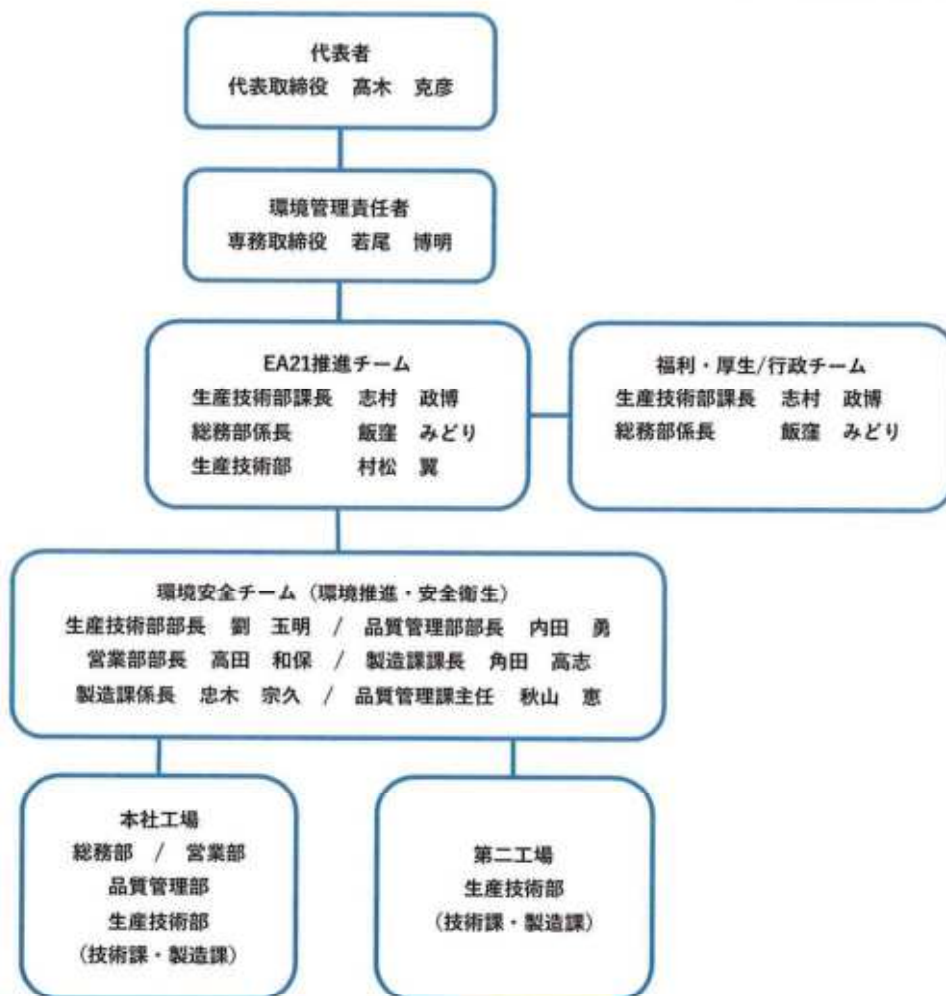 代表者
代表取締役 髙木 克彦
環境管理責任者
専務取締役 若尾 博明
EA21推進チーム
生産技術部課長 志村 政博
総務部係長 飯窪 みどり
生産技術部 村松 翼
福利・厚生/行政チーム
生産技術部課長 志村 政博
総務部係長 飯窪 みどり
環境安全チーム（環境推進・安全衛生）
生産技術部部長 劉 玉明 / 品質管理部部長 内田 勇
営業部部長 高田 和保 / 製造課課長 角田 高志
製造課係長 忠木 宗久 / 品質管理課主任 秋山 恵
本社工場
総務部 / 営業部
品質管理部
生産技術部
（技術課・製造課）
第二工場
生産技術部
（技術課・製造課）